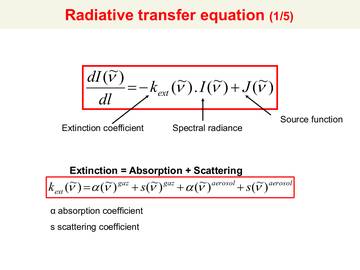 Radiative transfer equation (1/5)
dI(ν̃)/dl = −k_ext(ν̃).I(ν̃)+J(ν̃)
Source function
Extinction coefficient Spectral radiance
Extinction = Absorption + Scattering
k_ext(ν̃)=α(ν̃)^gaz + s(ν̃)^gaz + α(ν̃)^aerosol + s(ν̃)^aerosol
α absorption coefficient
s scattering coefficient